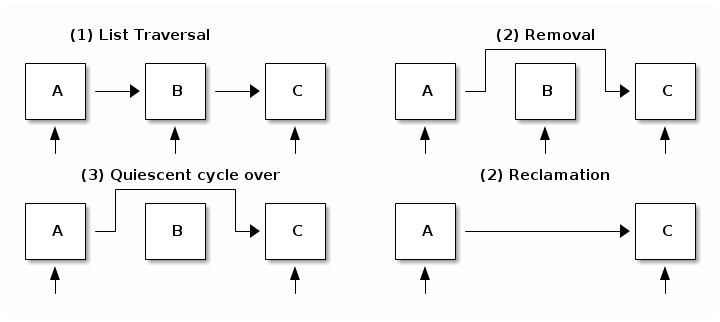 (1) List Traversal
A
B
C
(2) Removal
A
B
C
(3) Quiescent cycle over
A
B
C
(2) Reclamation
A
C